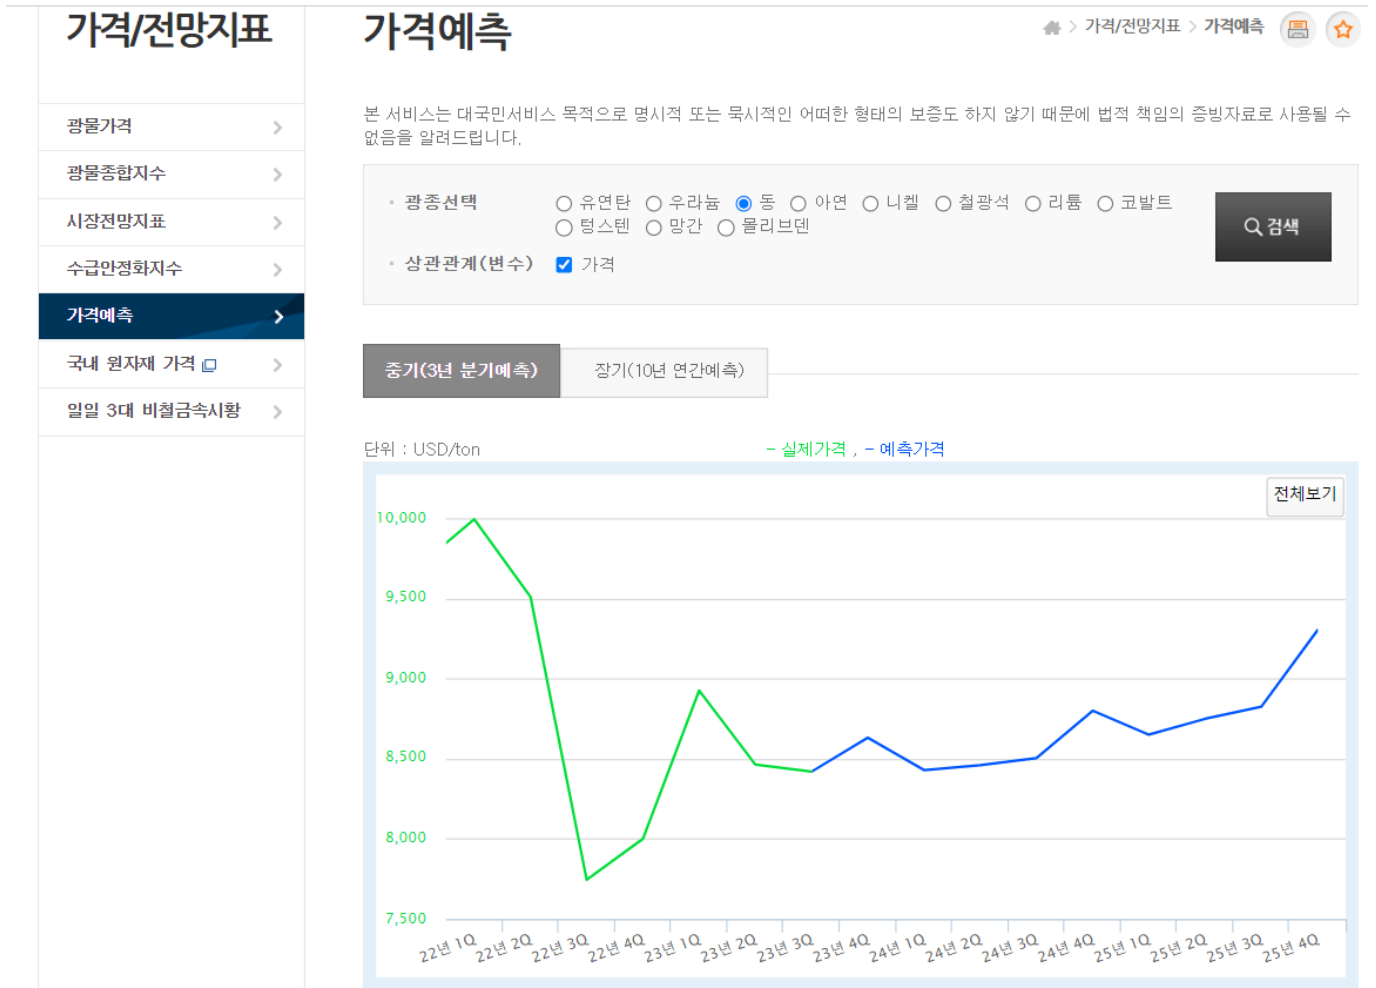 가격/전망지표
가격예측
> 가격/전망지표 > 가격예측
광물가격
광물종합지수
시장전망지표
수급안정화지수
가격예측
국내 원자재 가격
일일 3대 비철금속시황
본 서비스는 대국민서비스 목적으로 명시적 또는 묵시적인 어떠한 형태의 보증도 하지 않기 때문에 법적 책임의 증빙자료로 사용될 수
없음을 알려드립니다.
광종선택
유연탄 우라늄 동 아연 니켈 철광석 리튬 코발트
텅스텐 망간 몰리브덴
상관관계(변수) 가격
검색
중기(3년 분기예측) 장기(10년 연간예측)
단위 : USD/ton
– 실제가격 , – 예측가격
전체보기
10,000
9,500
9,000
8,500
8,000
7,500
22년 1Q 22년 2Q 22년 3Q 22년 4Q 23년 1Q 23년 2Q 23년 3Q 23년 4Q 24년 1Q 24년 2Q 24년 3Q 24년 4Q 25년 1Q 25년 2Q 25년 3Q 25년 4Q